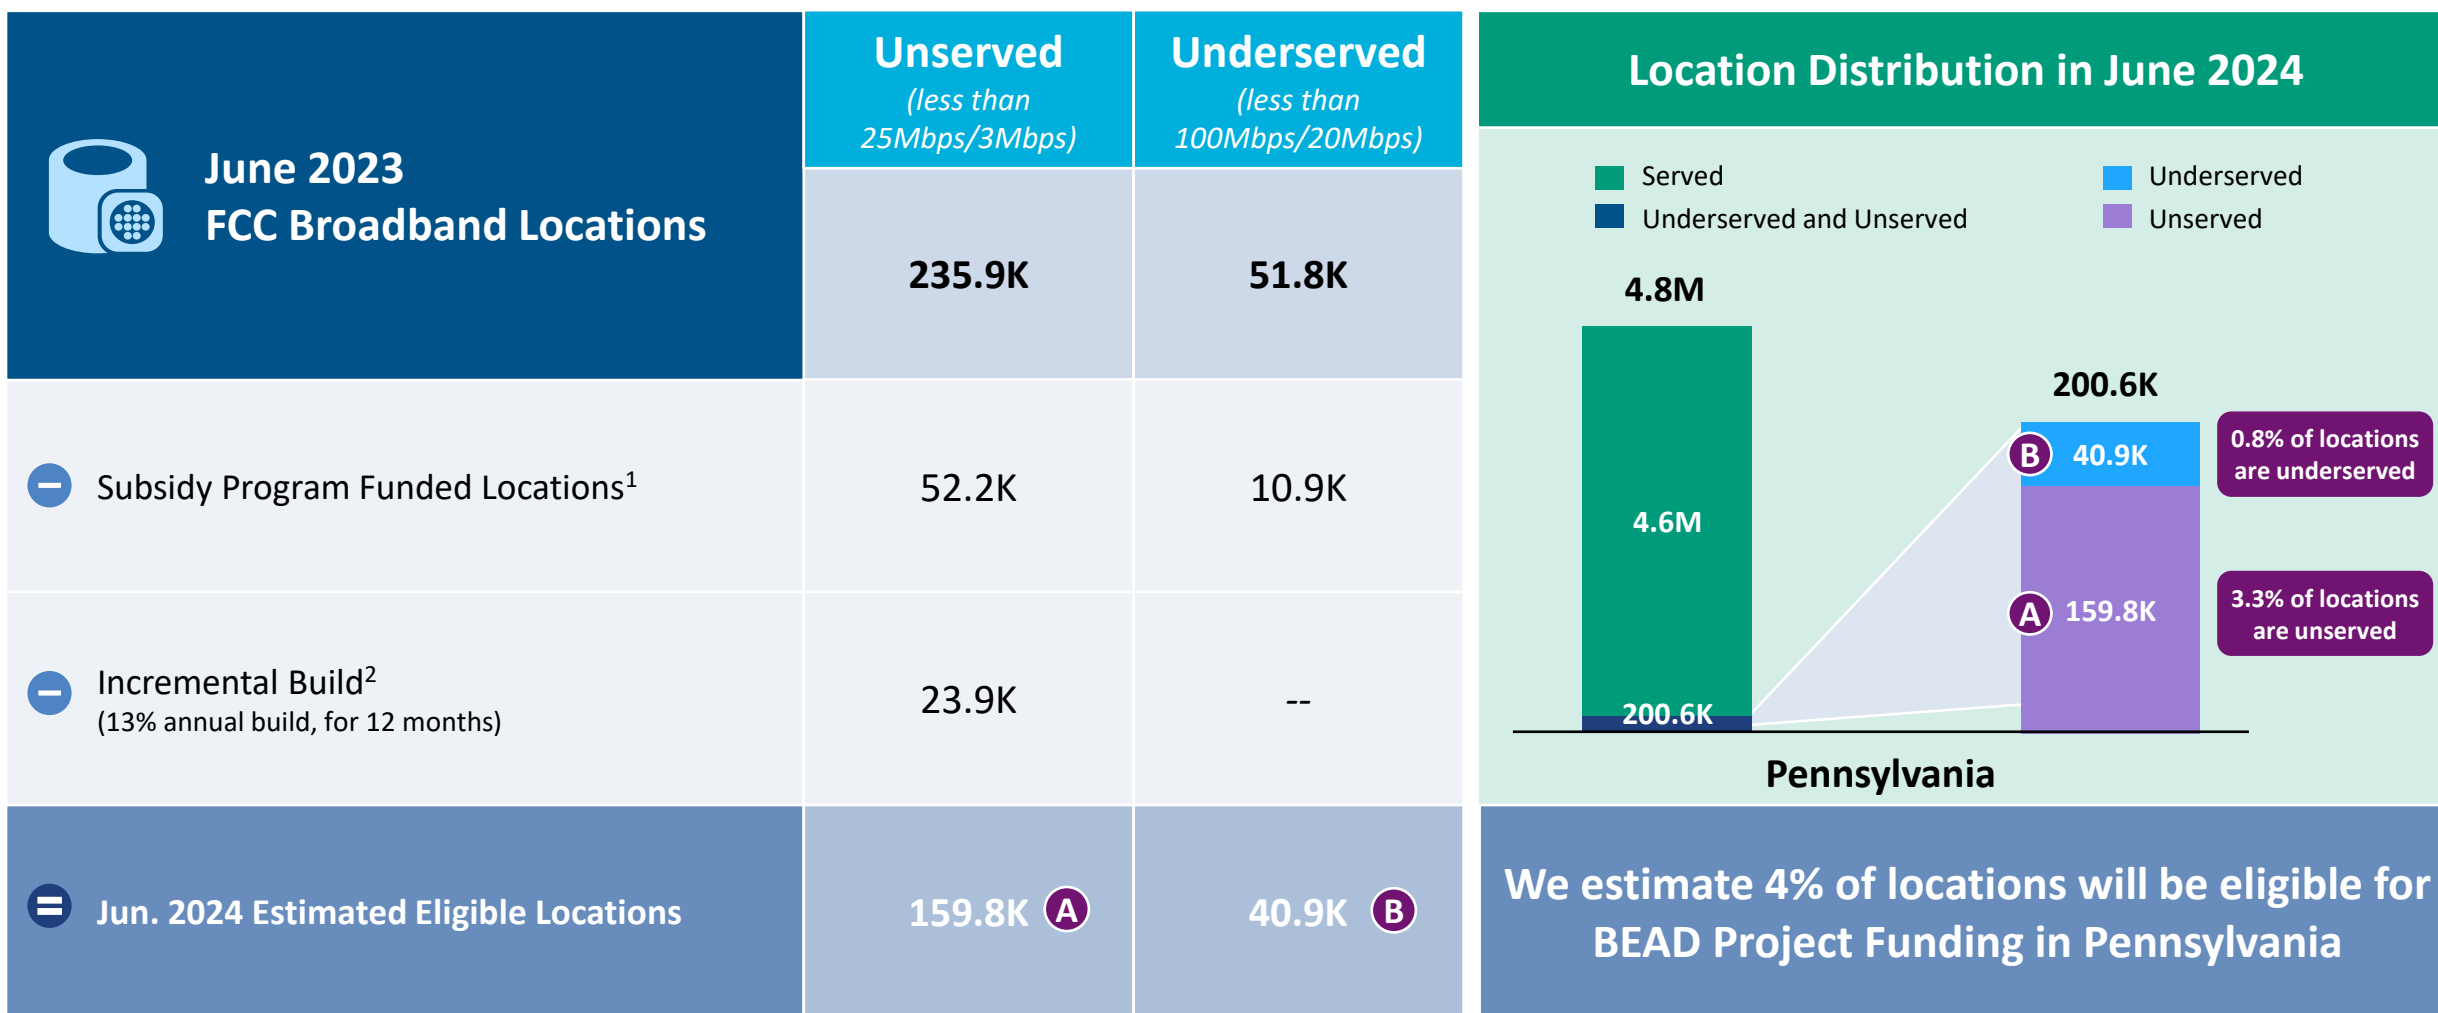 June 2023
FCC Broadband Locations
Unserved
(less than
25Mbps/3Mbps)
Underserved
(less than
100Mbps/20Mbps)
235.9K
51.8K
Subsidy Program Funded Locations1
52.2K
10.9K
Incremental Build2
(13% annual build, for 12 months)
23.9K
--
Jun. 2024 Estimated Eligible Locations
159.8K A
40.9K B
Location Distribution in June 2024
Served
Underserved
Underserved and Unserved
Unserved
4.8M
4.6M
200.6K
200.6K
B 40.9K
0.8% of locations
are underserved
A 159.8K
3.3% of locations
are unserved
Pennsylvania
We estimate 4% of locations will be eligible for
BEAD Project Funding in Pennsylvania